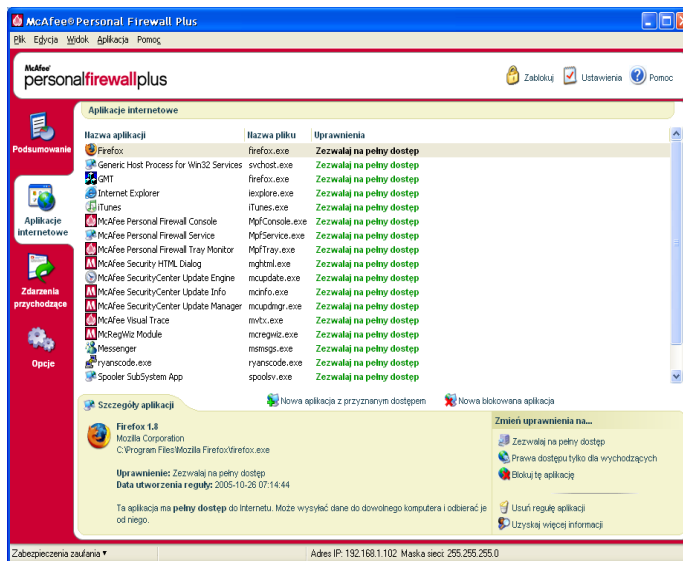 McAfee® Personal Firewall Plus
Plik Edycja Widok Aplikacja Pomoc
McAfee
personalfirewallplus
Zablokuj Ustawienia Pomoc
Podsumowanie
Aplikacje internetowe
Zdarzenia przychodzące
Opcje
Aplikacje internetowe
Nazwa aplikacji Nazwa pliku Uprawnienia
Firefox firefox.exe Zezwalaj na pełny dostęp
Generic Host Process for Win32 Services svchost.exe Zezwalaj na pełny dostęp
GMT firefox.exe Zezwalaj na pełny dostęp
Internet Explorer iexplore.exe Zezwalaj na pełny dostęp
iTunes iTunes.exe Zezwalaj na pełny dostęp
McAfee Personal Firewall Console MpfConsole.exe Zezwalaj na pełny dostęp
McAfee Personal Firewall Service MpfService.exe Zezwalaj na pełny dostęp
McAfee Personal Firewall Tray Monitor MpfTray.exe Zezwalaj na pełny dostęp
McAfee Security HTML Dialog mghtml.exe Zezwalaj na pełny dostęp
McAfee SecurityCenter Update Engine mcupdate.exe Zezwalaj na pełny dostęp
McAfee SecurityCenter Update Info mcinfo.exe Zezwalaj na pełny dostęp
McAfee SecurityCenter Update Manager mcupdmgr.exe Zezwalaj na pełny dostęp
McAfee Visual Trace mvtx.exe Zezwalaj na pełny dostęp
McRegWiz Module mcregwiz.exe Zezwalaj na pełny dostęp
Messenger msmsgs.exe Zezwalaj na pełny dostęp
ryanscode.exe ryanscode.exe Zezwalaj na pełny dostęp
Spooler SubSystem App spoolsv.exe Zezwalaj na pełny dostęp
Szczegóły aplikacji
Nowa aplikacja z przyznanym dostępem Nowa blokowana aplikacja
Firefox 1.8
Mozilla Corporation
C:\Program Files\Mozilla Firefox\firefox.exe
Uprawnienie: Zezwalaj na pełny dostęp
Data utworzenia reguły: 2005-10-26 07:14:44
Ta aplikacja ma pełny dostęp do Internetu. Może wysyłać dane do dowolnego komputera i odbierać je
od niego.
Zmień uprawnienia na...
Zezwalaj na pełny dostęp
Prawa dostępu tylko dla wychodzących
Blokuj tę aplikację
Usuń regułę aplikacji
Uzyskaj więcej informacji
Zabezpieczenia zaufania Adres IP: 192.168.1.102 Maska sieci: 255.255.255.0